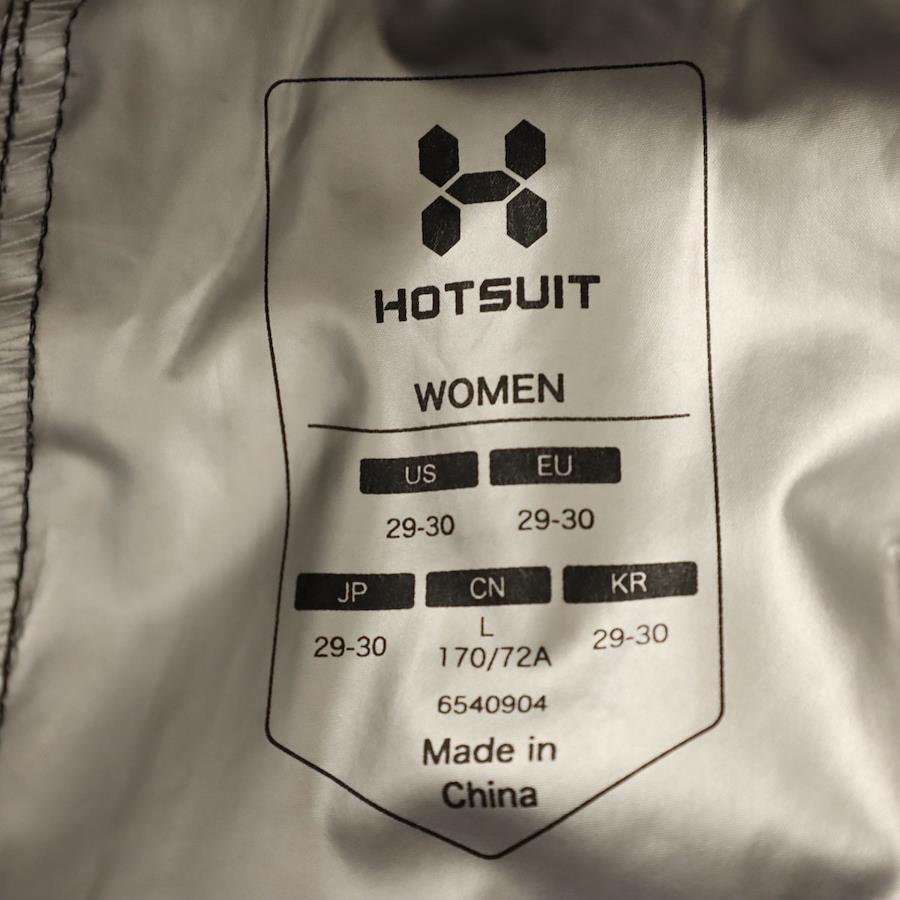 HOTSUIT
WOMEN
US EU
29-30 29-30
JP CN KR
29-30 L 170/72A 29-30
6540904
Made in
China